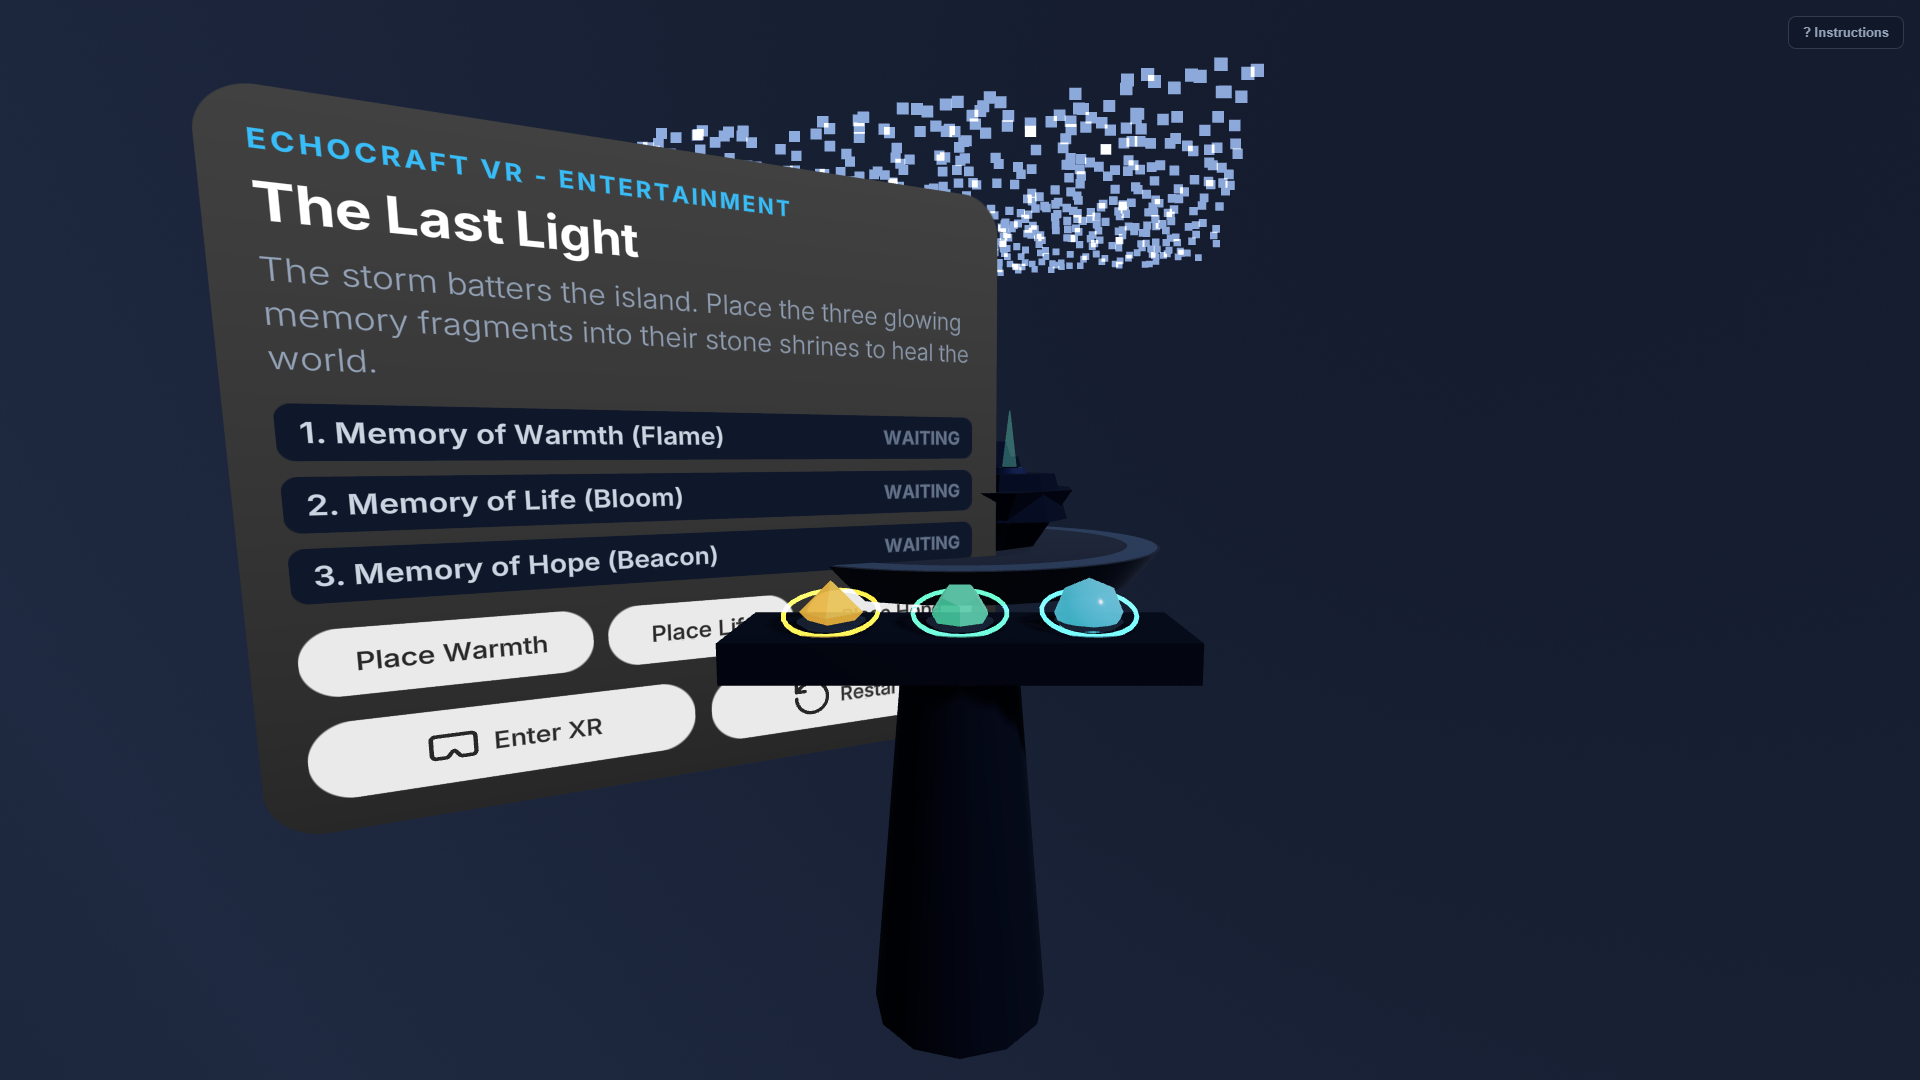 ? Instructions
ECHOCRAFT VR - ENTERTAINMENT
The Last Light
The storm batters the island. Place the three glowing
memory fragments into their stone shrines to heal the
world.
1. Memory of Warmth (Flame) WAITING
2. Memory of Life (Bloom) WAITING
3. Memory of Hope (Beacon) WAITING
Place Warmth
Place
Enter XR